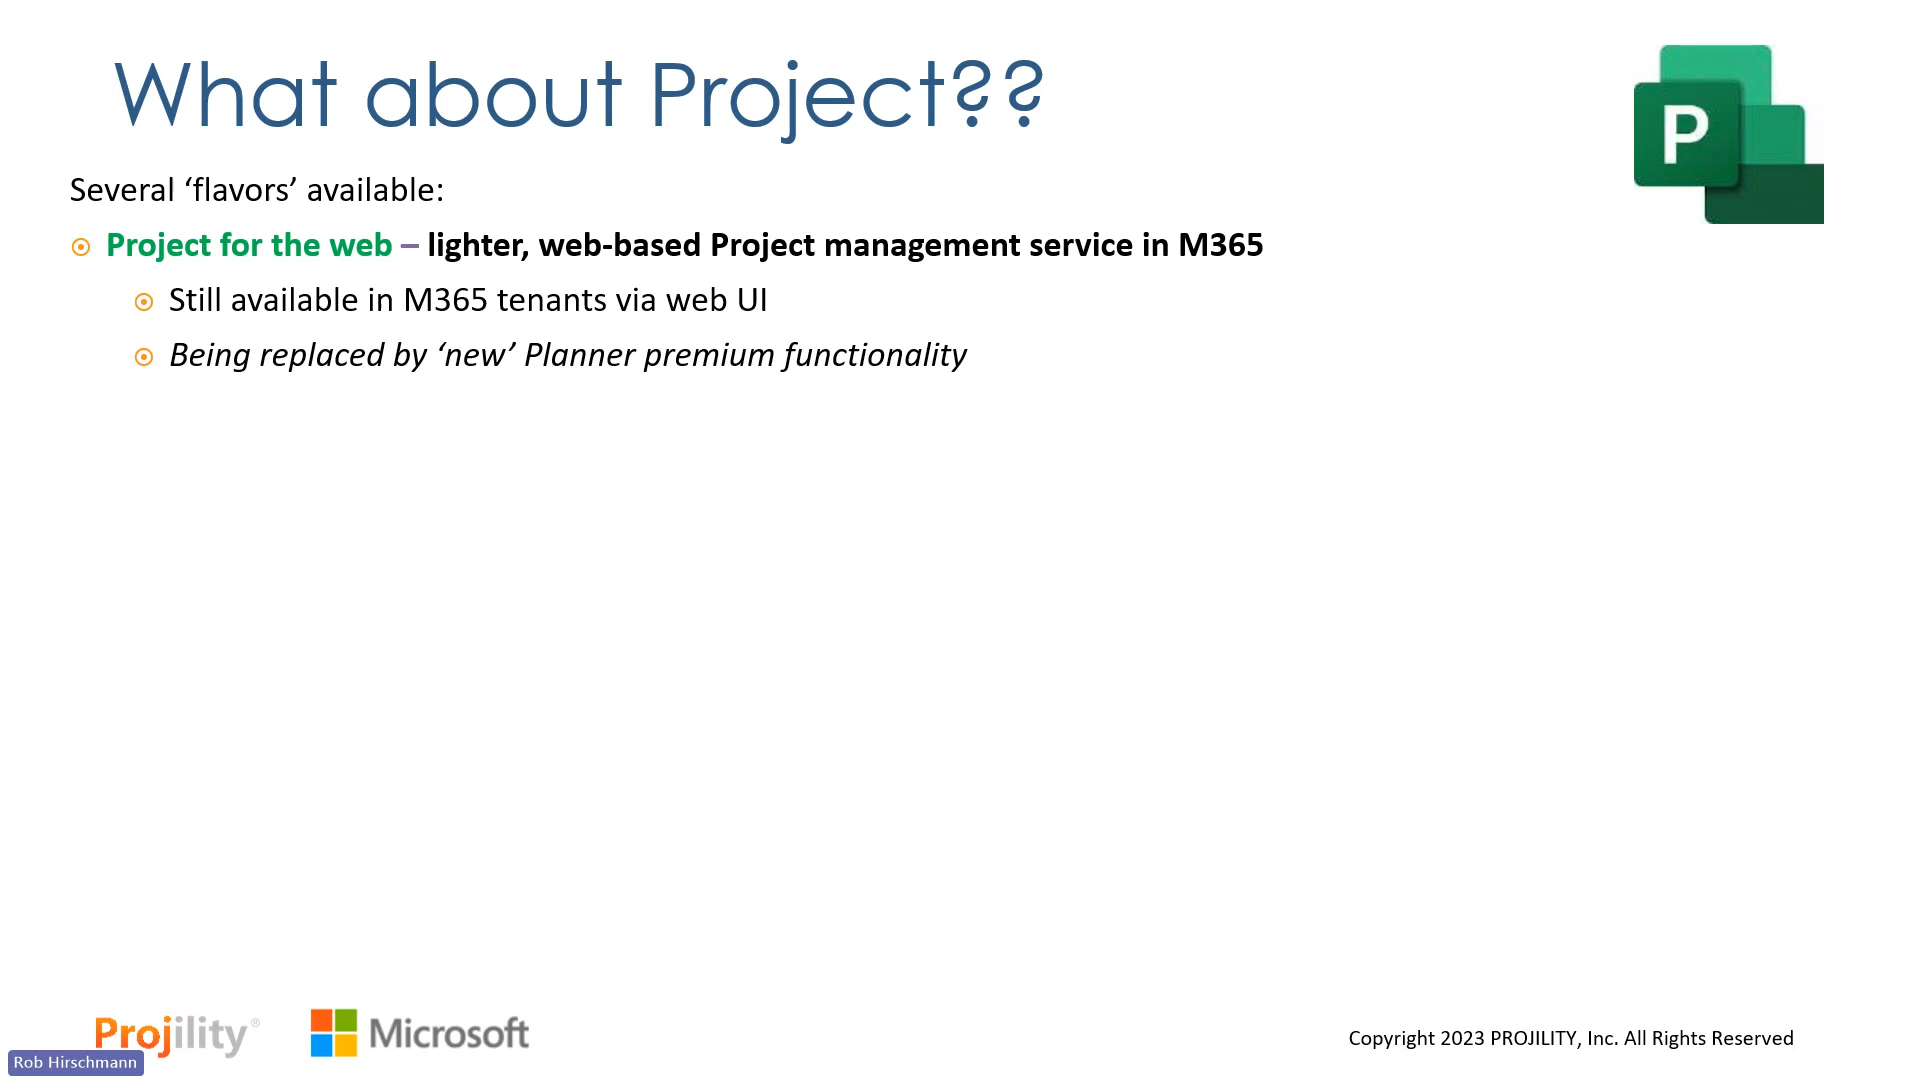 What about Project??
P
Several ‘flavors’ available:
Project for the web – lighter, web-based Project management service in M365
Still available in M365 tenants via web UI
Being replaced by ‘new’ Planner premium functionality
Projility®
Microsoft
Copyright 2023 PROJILITY, Inc. All Rights Reserved
Rob Hirschmann